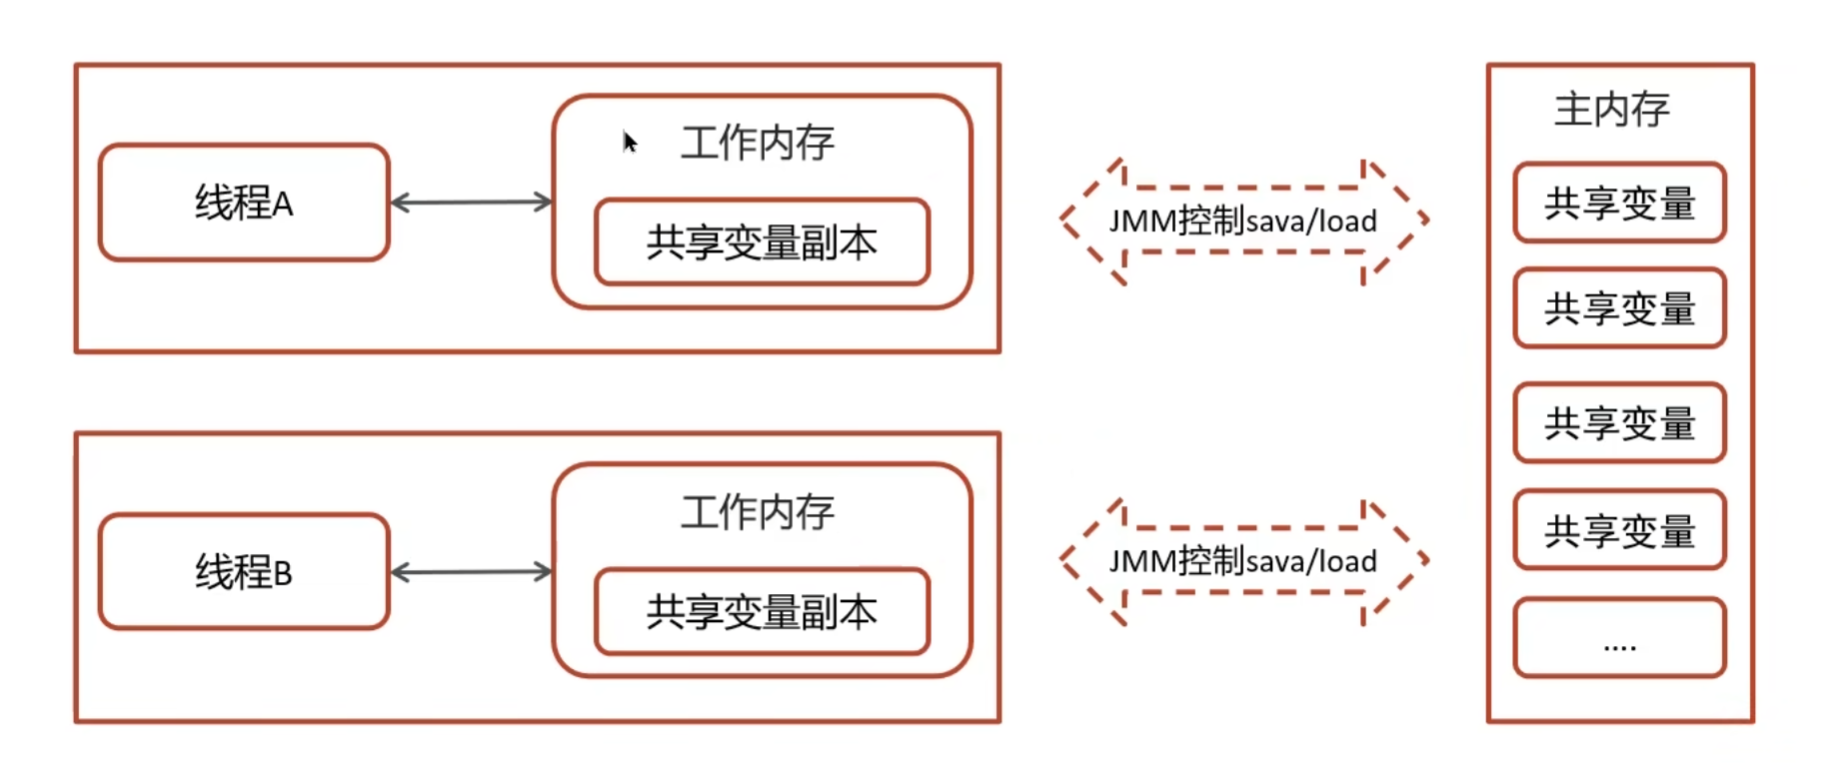 线程A
工作内存
共享变量副本
JMM控制sava/load
线程B
工作内存
共享变量副本
JMM控制sava/load
主内存
共享变量
共享变量
共享变量
共享变量
....